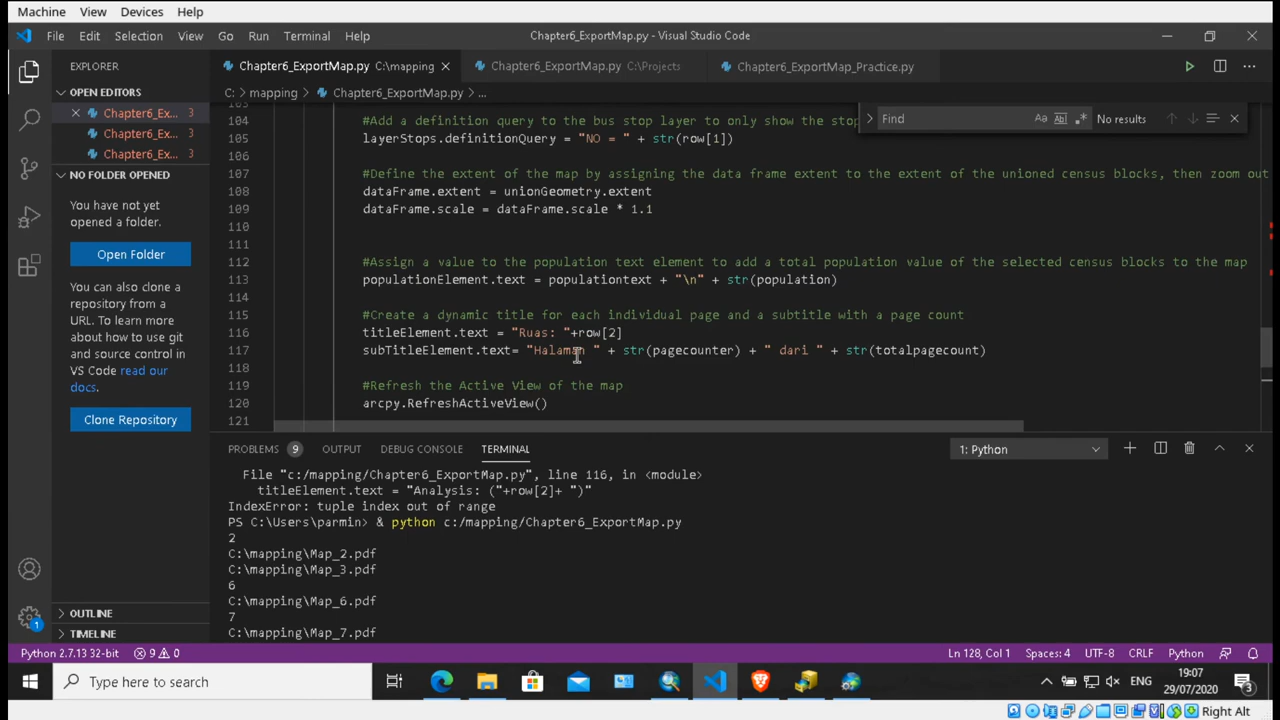 Machine View Devices Help
File Edit Selection View Go Run Terminal Help
Chapter6_ExportMap.py - Visual Studio Code
EXPLORER
Chapter6_ExportMap.py C:\mapping
Chapter6_ExportMap.py C:\Projects
Chapter6_ExportMap_Practice.py
OPEN EDITORS
Chapter6_Ex... 3
Chapter6_Ex... 3
Chapter6_Ex... 3
NO FOLDER OPENED
You have not yet
opened a folder.
Open Folder
You can also clone a
repository from a
URL. To learn more
about how to use git
and source control in
VS Code read our
docs.
Clone Repository
OUTLINE
TIMELINE
C: > mapping > Chapter6_ExportMap.py > ...
Find
Aa Ab .* No results
103
104 #Add a definition query to the bus stop layer to only show the stop
105 layerStops.definitionQuery = "NO = " + str(row[1])
106
107 #Define the extent of the map by assigning the data frame extent to the extent of the unioned census blocks, then zoom out
108 dataFrame.extent = unionGeometry.extent
109 dataFrame.scale = dataFrame.scale * 1.1
110
111
112 #Assign a value to the population text element to add a total population value of the selected census blocks to the map
113 populationElement.text = populationtext + "\n" + str(population)
114
115 #Create a dynamic title for each individual page and a subtitle with a page count
116 titleElement.text = "Ruas: "+row[2]
117 subTitleElement.text= "Halaman " + str(pagecounter) + " dari " + str(totalpagecount)
118
119 #Refresh the Active View of the map
120 arcpy.RefreshActiveView()
121
PROBLEMS 9 OUTPUT DEBUG CONSOLE TERMINAL 1: Python
File "c:/mapping/Chapter6_ExportMap.py", line 116, in <module>
titleElement.text = "Analysis: ("+row[2]+ ")"
IndexError: tuple index out of range
PS C:\Users\parmin> & python c:/mapping/Chapter6_ExportMap.py
2
C:\mapping\Map_2.pdf
C:\mapping\Map_3.pdf
6
C:\mapping\Map_6.pdf
7
C:\mapping\Map_7.pdf
1
Python 2.7.13 32-bit 9 0 Ln 128, Col 1 Spaces: 4 UTF-8 CRLF Python
Type here to search
ENG
19:07
29/07/2020
3
Right Alt